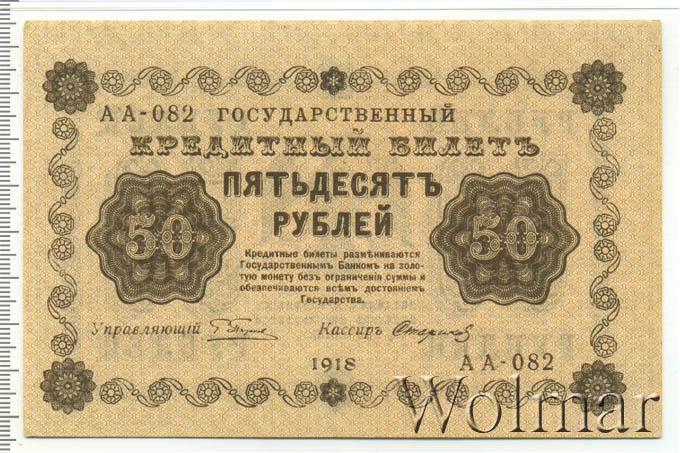 АА-082 ГОСУДАРСТВЕННЫЙ
КРЕДИТНЫЙ БИЛЕТЪ
ПЯТЬДЕСЯТЪ
РУБЛЕЙ
50
50
Кредитные билеты размѣниваются
Государственнымъ Банкомъ на золо-
тую монету безъ ограниченія суммы и
обезпечиваются всѣмъ достояніемъ
Государства.
Управляющій
Кассиръ
1918 АА-082
Wolmar